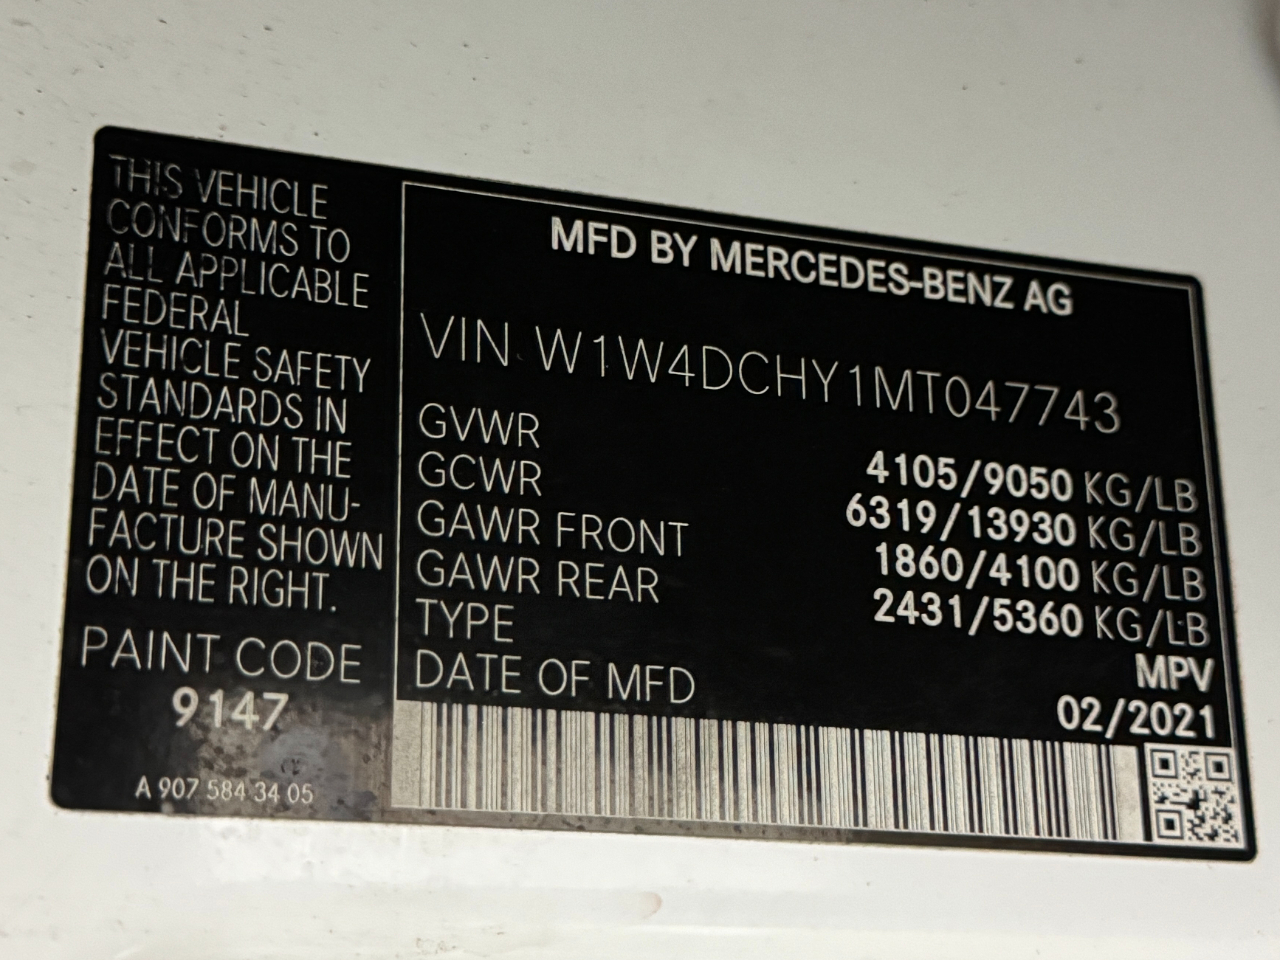 THIS VEHICLE
CONFORMS TO
ALL APPLICABLE
FEDERAL
VEHICLE SAFETY
STANDARDS IN
EFFECT ON THE
DATE OF MANU-
FACTURE SHOWN
ON THE RIGHT.
PAINT CODE
9147
A 907 584 34 05
MFD BY MERCEDES-BENZ AG
VIN W1W4DCHY1MT047743
GVWR 4105/9050 KG/LB
GCWR 6319/13930 KG/LB
GAWR FRONT 1860/4100 KG/LB
GAWR REAR 2431/5360 KG/LB
TYPE MPV
DATE OF MFD 02/2021